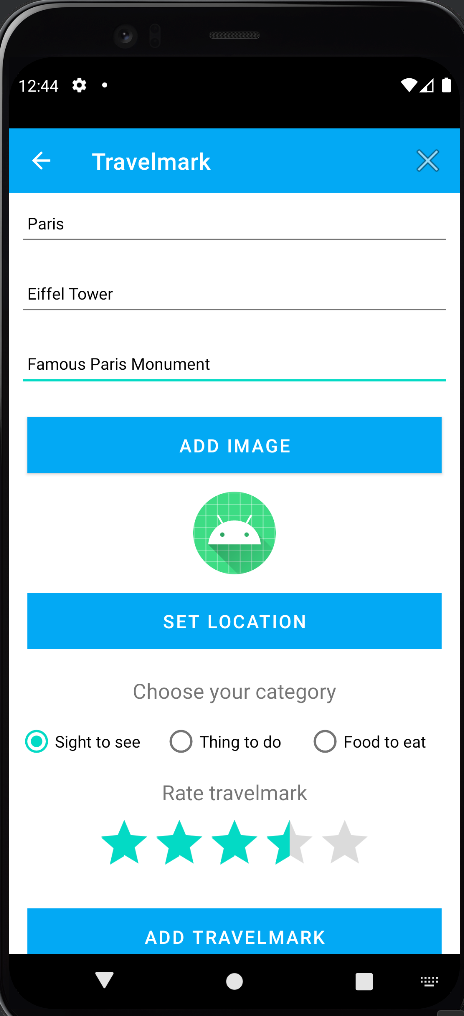 12:44
Travelmark
Paris
Eiffel Tower
Famous Paris Monument
ADD IMAGE
SET LOCATION
Choose your category
Sight to see Thing to do Food to eat
Rate travelmark
ADD TRAVELMARK